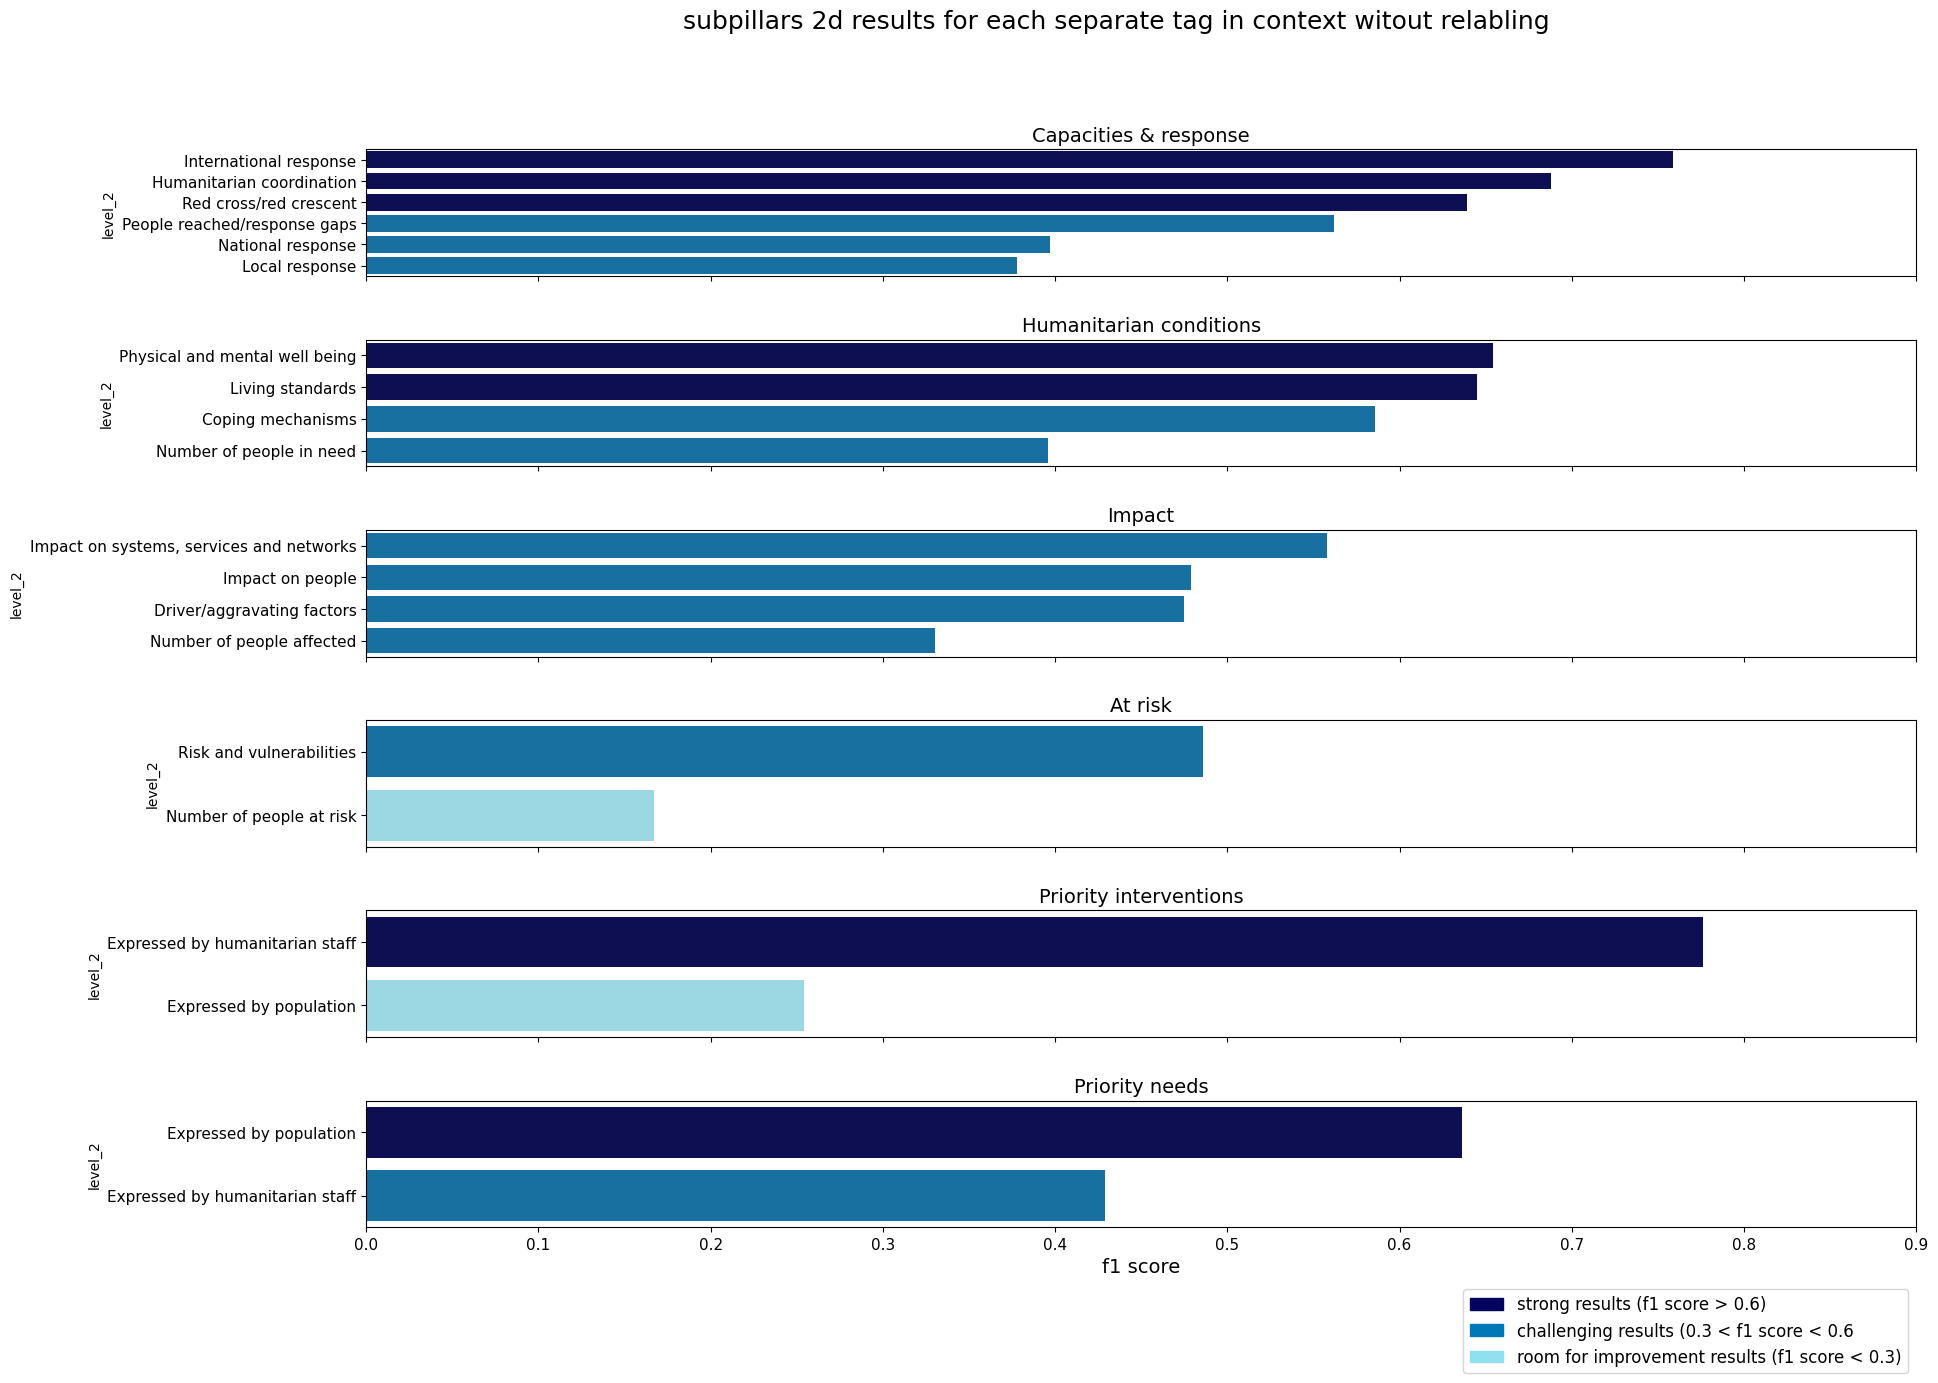 subpillars 2d results for each separate tag in context witout relabling
Capacities & response
level_2
International response
Humanitarian coordination
Red cross/red crescent
People reached/response gaps
National response
Local response
Humanitarian conditions
level_2
Physical and mental well being
Living standards
Coping mechanisms
Number of people in need
Impact
level_2
Impact on systems, services and networks
Impact on people
Driver/aggravating factors
Number of people affected
At risk
level_2
Risk and vulnerabilities
Number of people at risk
Priority interventions
level_2
Expressed by humanitarian staff
Expressed by population
Priority needs
level_2
Expressed by population
Expressed by humanitarian staff
0.0 0.1 0.2 0.3 0.4 0.5 0.6 0.7 0.8 0.9
f1 score
strong results (f1 score > 0.6)
challenging results (0.3 < f1 score < 0.6
room for improvement results (f1 score < 0.3)